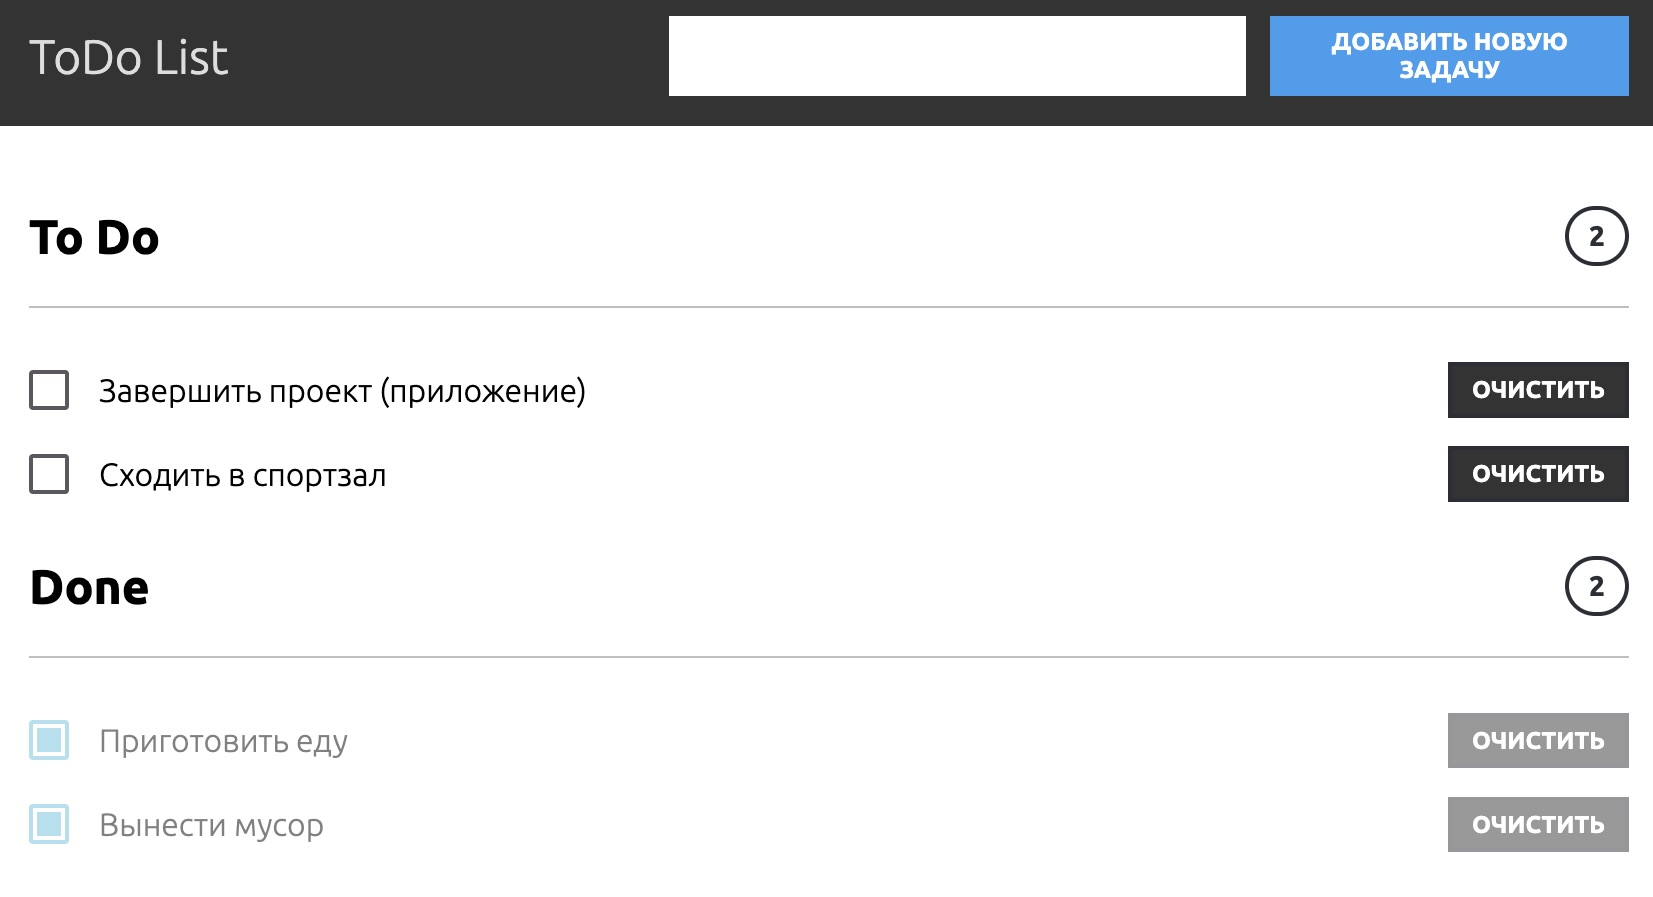 ToDo List
ДОБАВИТЬ НОВУЮ
ЗАДАЧУ
To Do
2
Завершить проект (приложение)
ОЧИСТИТЬ
Сходить в спортзал
ОЧИСТИТЬ
Done
2
Приготовить еду
ОЧИСТИТЬ
Вынести мусор
ОЧИСТИТЬ